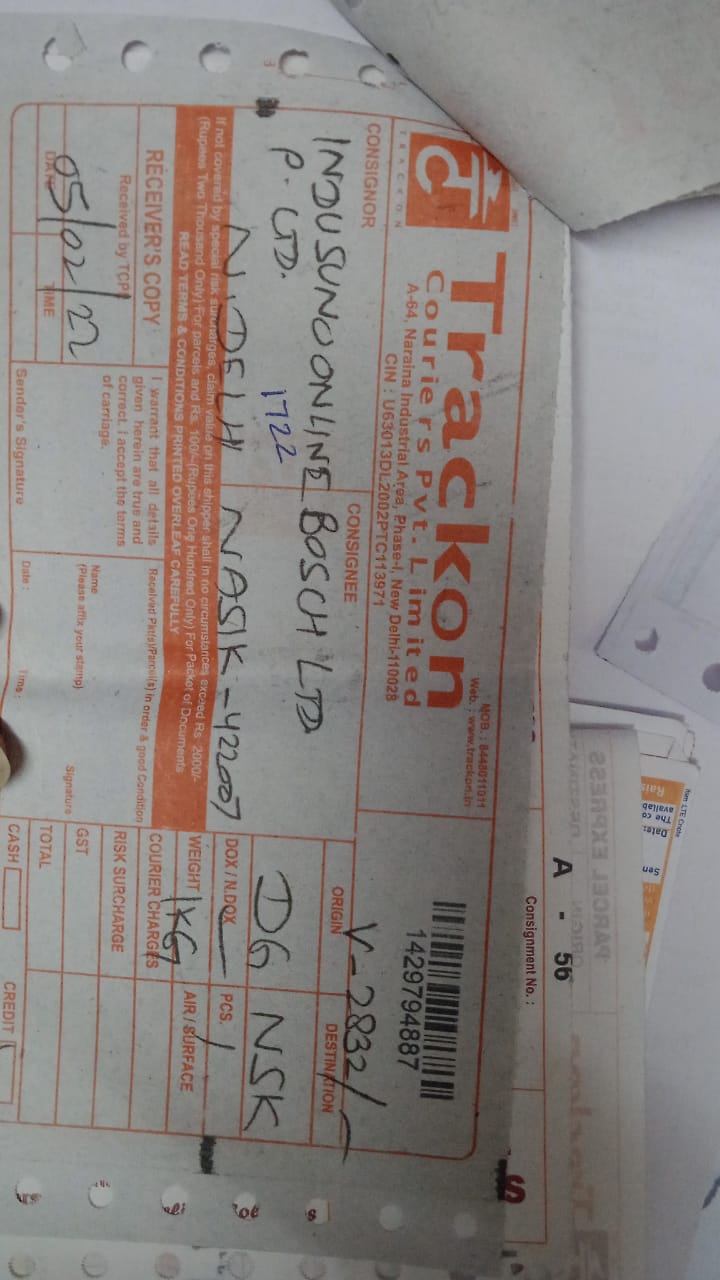 Trackon
Couriers Pvt. Limited
A-64, Naraina Industrial Area, Phase-I, New Delhi-110028
CIN : U63013DL2002PTC113971
MOB. : 8448011011
Web. : www.trackon.in
TRACKON
Consignment No. :
A - 56
1429794887
V-2832/-
CONSIGNOR
INDUSUNO ONLINE
P. LTD.
1722
N. DELHI
CONSIGNEE
BOSCH LTD
NASIK - 422007
ORIGIN
DG
DESTINATION
NSK
If not covered by special risk surcharges, claim value on this shipper shall in no circumstances exceed Rs. 2000/-
(Rupees Two Thousand Only) For parcels and Rs. 100/-(Rupees One Hundred Only) For Packet of Documents
READ TERMS & CONDITIONS PRINTED OVERLEAF CAREFULLY
DOX / N.DOX
PCS.
1
WEIGHT
1KG
AIR / SURFACE
RECEIVER'S COPY
Received by TCPL
DATE
TIME
05/02/22
I warrant that all details
given herein are true and
correct. I accept the terms
of carriage.
Sender's Signature
Received Pkt(s)/Parcel(s) in order & good Condition
Name
(Please affix your stamp)
Signature
Date :
Time :
COURIER CHARGES
RISK SURCHARGE
GST
TOTAL
CASH
CREDIT
PARCEL EXPRESS
ORIGIN
Date: